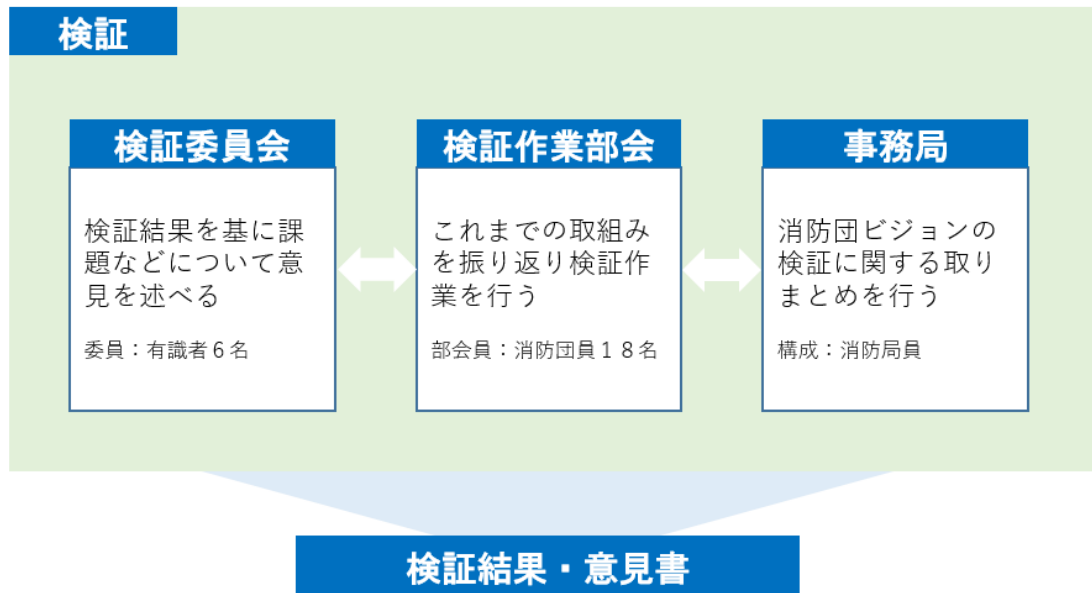 検証
検証委員会
検証結果を基に課
題などについて意
見を述べる
委員：有識者６名
検証作業部会
これまでの取組み
を振り返り検証作
業を行う
部会員：消防団員１８名
事務局
消防団ビジョンの
検証に関する取り
まとめを行う
構成：消防局員
検証結果・意見書